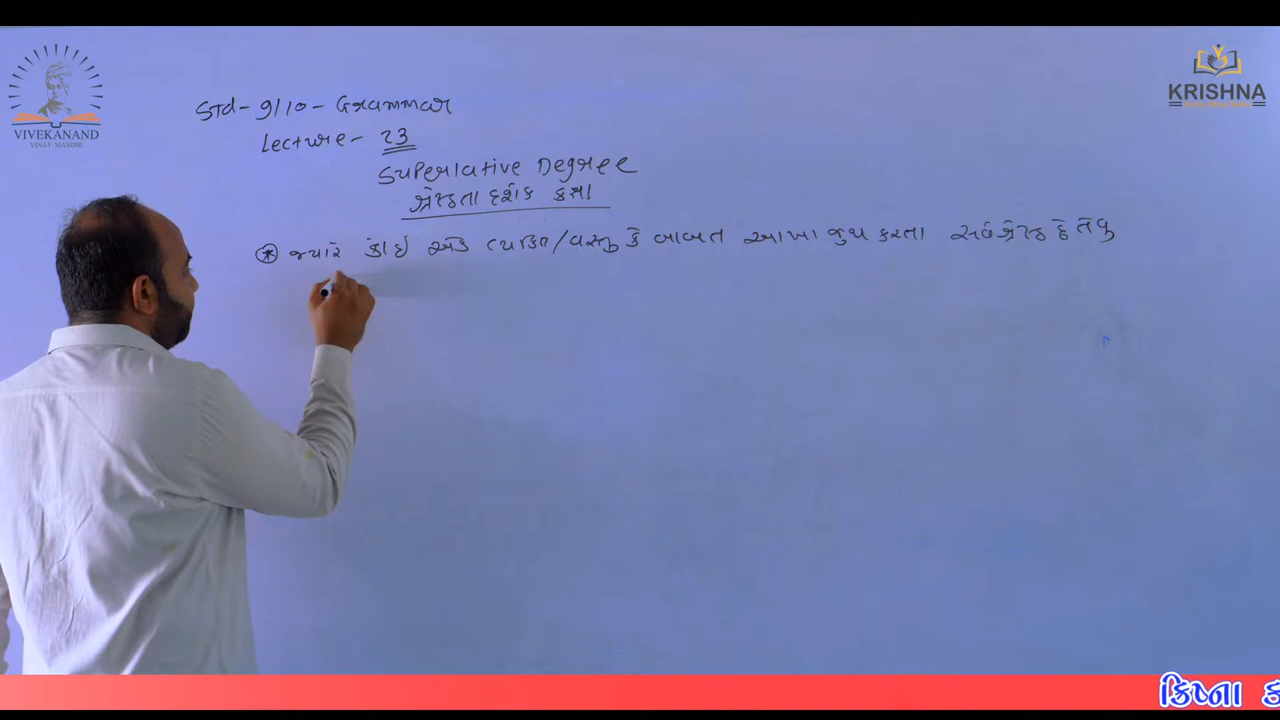 VIVEKANAND
VINAY MANDIR
KRISHNA
Std- 9/10 - Grammar
Lecture - 23
Superlative Degree
શ્રેષ્ઠતા દર્શક કક્ષા
* જ્યારે કોઈ એક વ્યક્તિ/વસ્તુ કે બાબત આખા જુથ કરતા સર્વશ્રેષ્ઠ છે તેવુ
ક્રિષ્ના